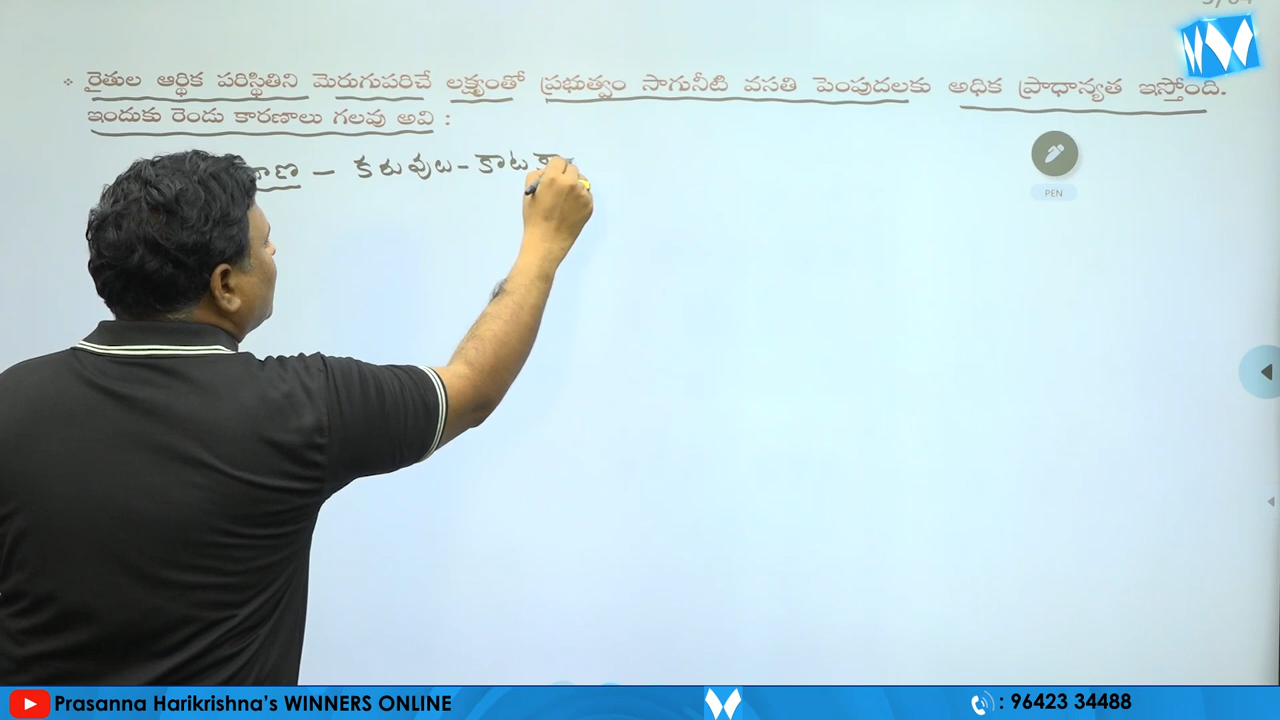 రైతుల ఆర్థిక పరిస్థితిని మెరుగుపరిచే లక్ష్యంతో ప్రభుత్వం సాగునీటి వసతి పెంపుదలకు అధిక ప్రాధాన్యత ఇస్తోంది.
ఇందుకు రెండు కారణాలు గలవు అవి :
– కరువుల - కాటకా
PEN
Prasanna Harikrishna's WINNERS ONLINE
: 96423 34488